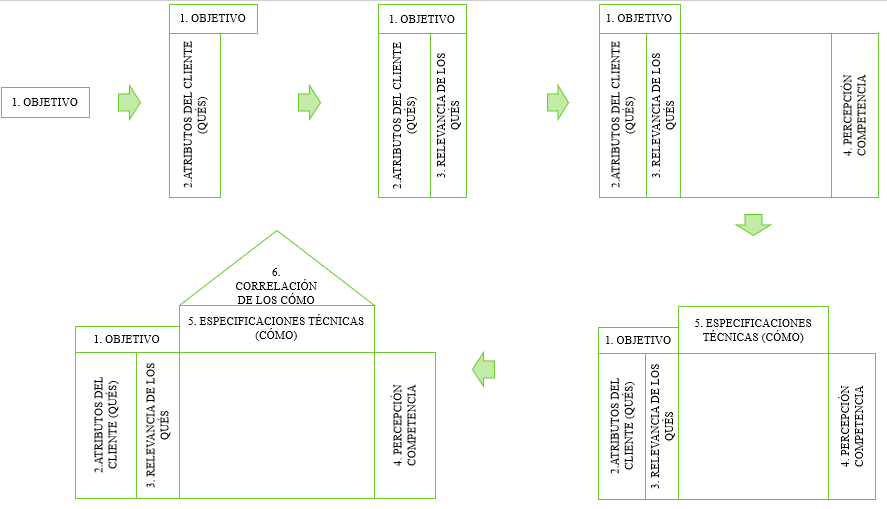 1. OBJETIVO
1. OBJETIVO
2.ATRIBUTOS DEL CLIENTE
(QUÉS)
1. OBJETIVO
2.ATRIBUTOS DEL CLIENTE
(QUÉS)
3. RELEVANCIA DE LOS
QUÉS
1. OBJETIVO
2.ATRIBUTOS DEL CLIENTE
(QUÉS)
3. RELEVANCIA DE LOS
QUÉS
4. PERCEPCIÓN
COMPETENCIA
5. ESPECIFICACIONES
TÉCNICAS (CÓMO)
1. OBJETIVO
2.ATRIBUTOS DEL
CLIENTE (QUÉS)
3. RELEVANCIA DE LOS
QUÉS
4. PERCEPCIÓN
COMPETENCIA
6.
CORRELACIÓN
DE LOS CÓMO
5. ESPECIFICACIONES TÉCNICAS
(CÓMO)
1. OBJETIVO
2.ATRIBUTOS DEL
CLIENTE (QUÉS)
3. RELEVANCIA DE LOS
QUÉS
4. PERCEPCIÓN
COMPETENCIA